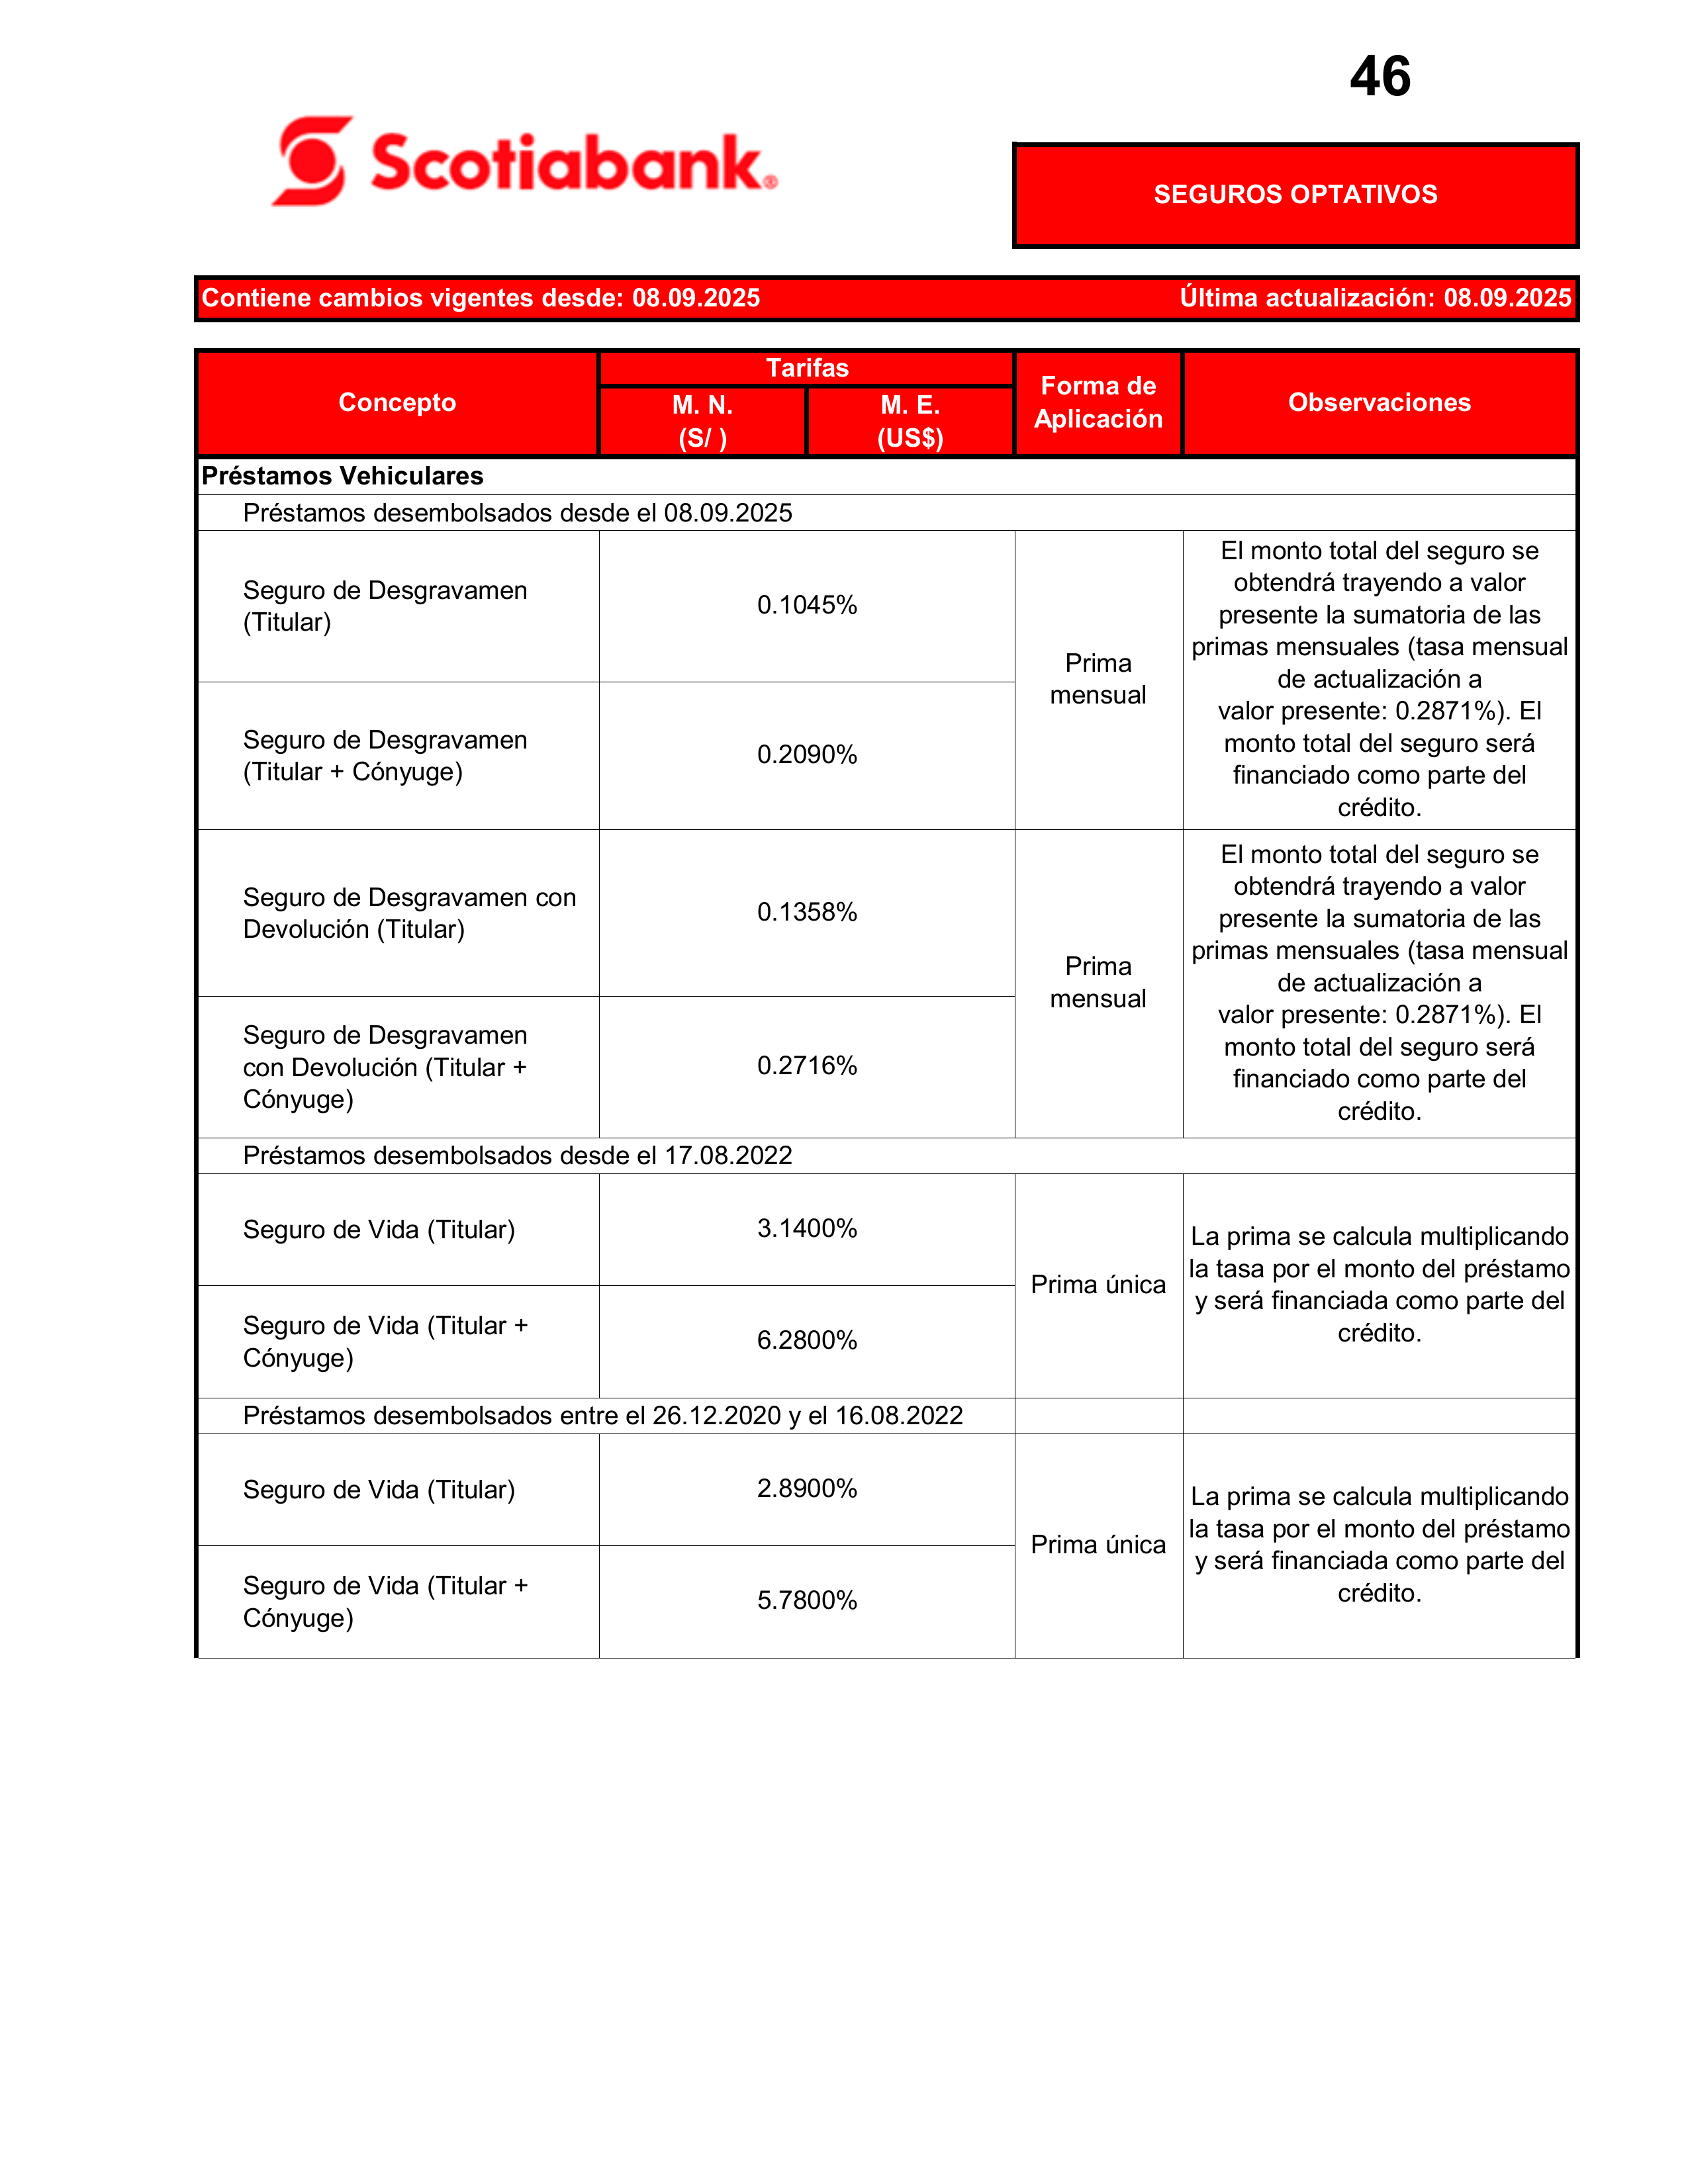 46
Scotiabank®
SEGUROS OPTATIVOS
Contiene cambios vigentes desde: 08.09.2025 Última actualización: 08.09.2025
Concepto
Tarifas
M. N.
(S/ )
M. E.
(US$)
Forma de
Aplicación
Observaciones
Préstamos Vehiculares
Préstamos desembolsados desde el 08.09.2025
Seguro de Desgravamen
(Titular)
0.1045%
Seguro de Desgravamen
(Titular + Cónyuge)
0.2090%
Prima
mensual
El monto total del seguro se
obtendrá trayendo a valor
presente la sumatoria de las
primas mensuales (tasa mensual
de actualización a
valor presente: 0.2871%). El
monto total del seguro será
financiado como parte del
crédito.
Seguro de Desgravamen con
Devolución (Titular)
0.1358%
Seguro de Desgravamen
con Devolución (Titular +
Cónyuge)
0.2716%
Prima
mensual
El monto total del seguro se
obtendrá trayendo a valor
presente la sumatoria de las
primas mensuales (tasa mensual
de actualización a
valor presente: 0.2871%). El
monto total del seguro será
financiado como parte del
crédito.
Préstamos desembolsados desde el 17.08.2022
Seguro de Vida (Titular)
3.1400%
Seguro de Vida (Titular +
Cónyuge)
6.2800%
Prima única
La prima se calcula multiplicando
la tasa por el monto del préstamo
y será financiada como parte del
crédito.
Préstamos desembolsados entre el 26.12.2020 y el 16.08.2022
Seguro de Vida (Titular)
2.8900%
Seguro de Vida (Titular +
Cónyuge)
5.7800%
Prima única
La prima se calcula multiplicando
la tasa por el monto del préstamo
y será financiada como parte del
crédito.